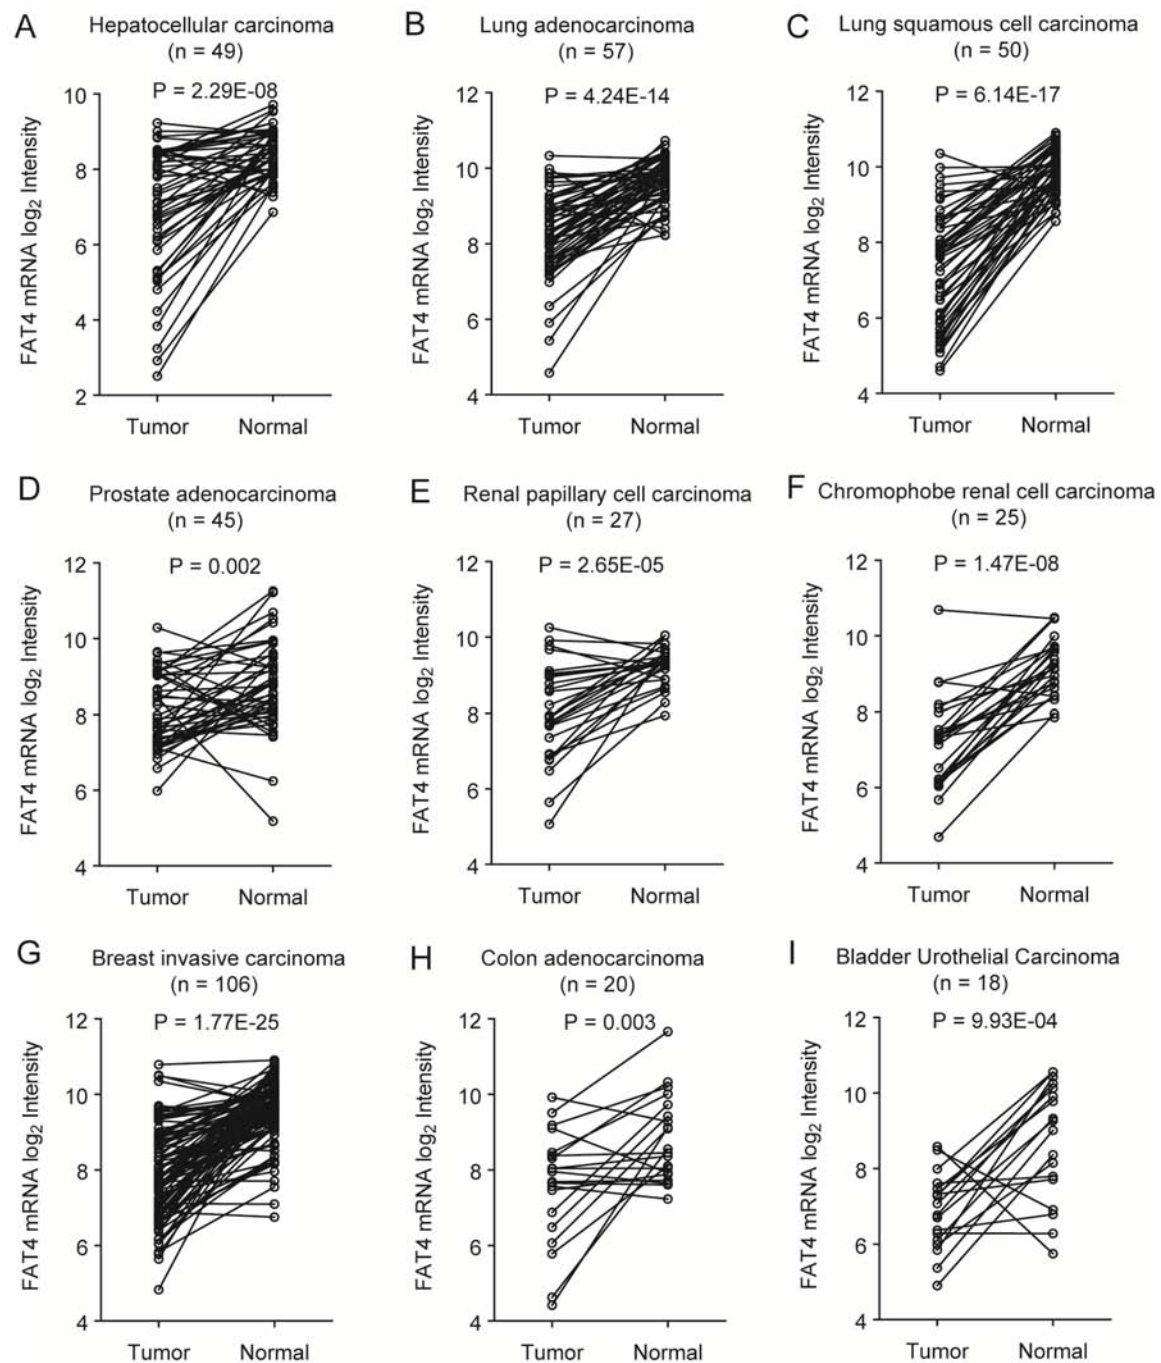 A Hepatocellular carcinoma
(n = 49)
P = 2.29E-08
FAT4 mRNA log2 Intensity
10
8
6
4
2
Tumor Normal
B Lung adenocarcinoma
(n = 57)
P = 4.24E-14
FAT4 mRNA log2 Intensity
12
10
8
6
4
Tumor Normal
C Lung squamous cell carcinoma
(n = 50)
P = 6.14E-17
FAT4 mRNA log2 Intensity
12
10
8
6
4
Tumor Normal
D Prostate adenocarcinoma
(n = 45)
P = 0.002
FAT4 mRNA log2 Intensity
12
10
8
6
4
Tumor Normal
E Renal papillary cell carcinoma
(n = 27)
P = 2.65E-05
FAT4 mRNA log2 Intensity
12
10
8
6
4
Tumor Normal
F Chromophobe renal cell carcinoma
(n = 25)
P = 1.47E-08
FAT4 mRNA log2 Intensity
12
10
8
6
4
Tumor Normal
G Breast invasive carcinoma
(n = 106)
P = 1.77E-25
FAT4 mRNA log2 Intensity
12
10
8
6
4
Tumor Normal
H Colon adenocarcinoma
(n = 20)
P = 0.003
FAT4 mRNA log2 Intensity
12
10
8
6
4
Tumor Normal
I Bladder Urothelial Carcinoma
(n = 18)
P = 9.93E-04
FAT4 mRNA log2 Intensity
12
10
8
6
4
Tumor Normal